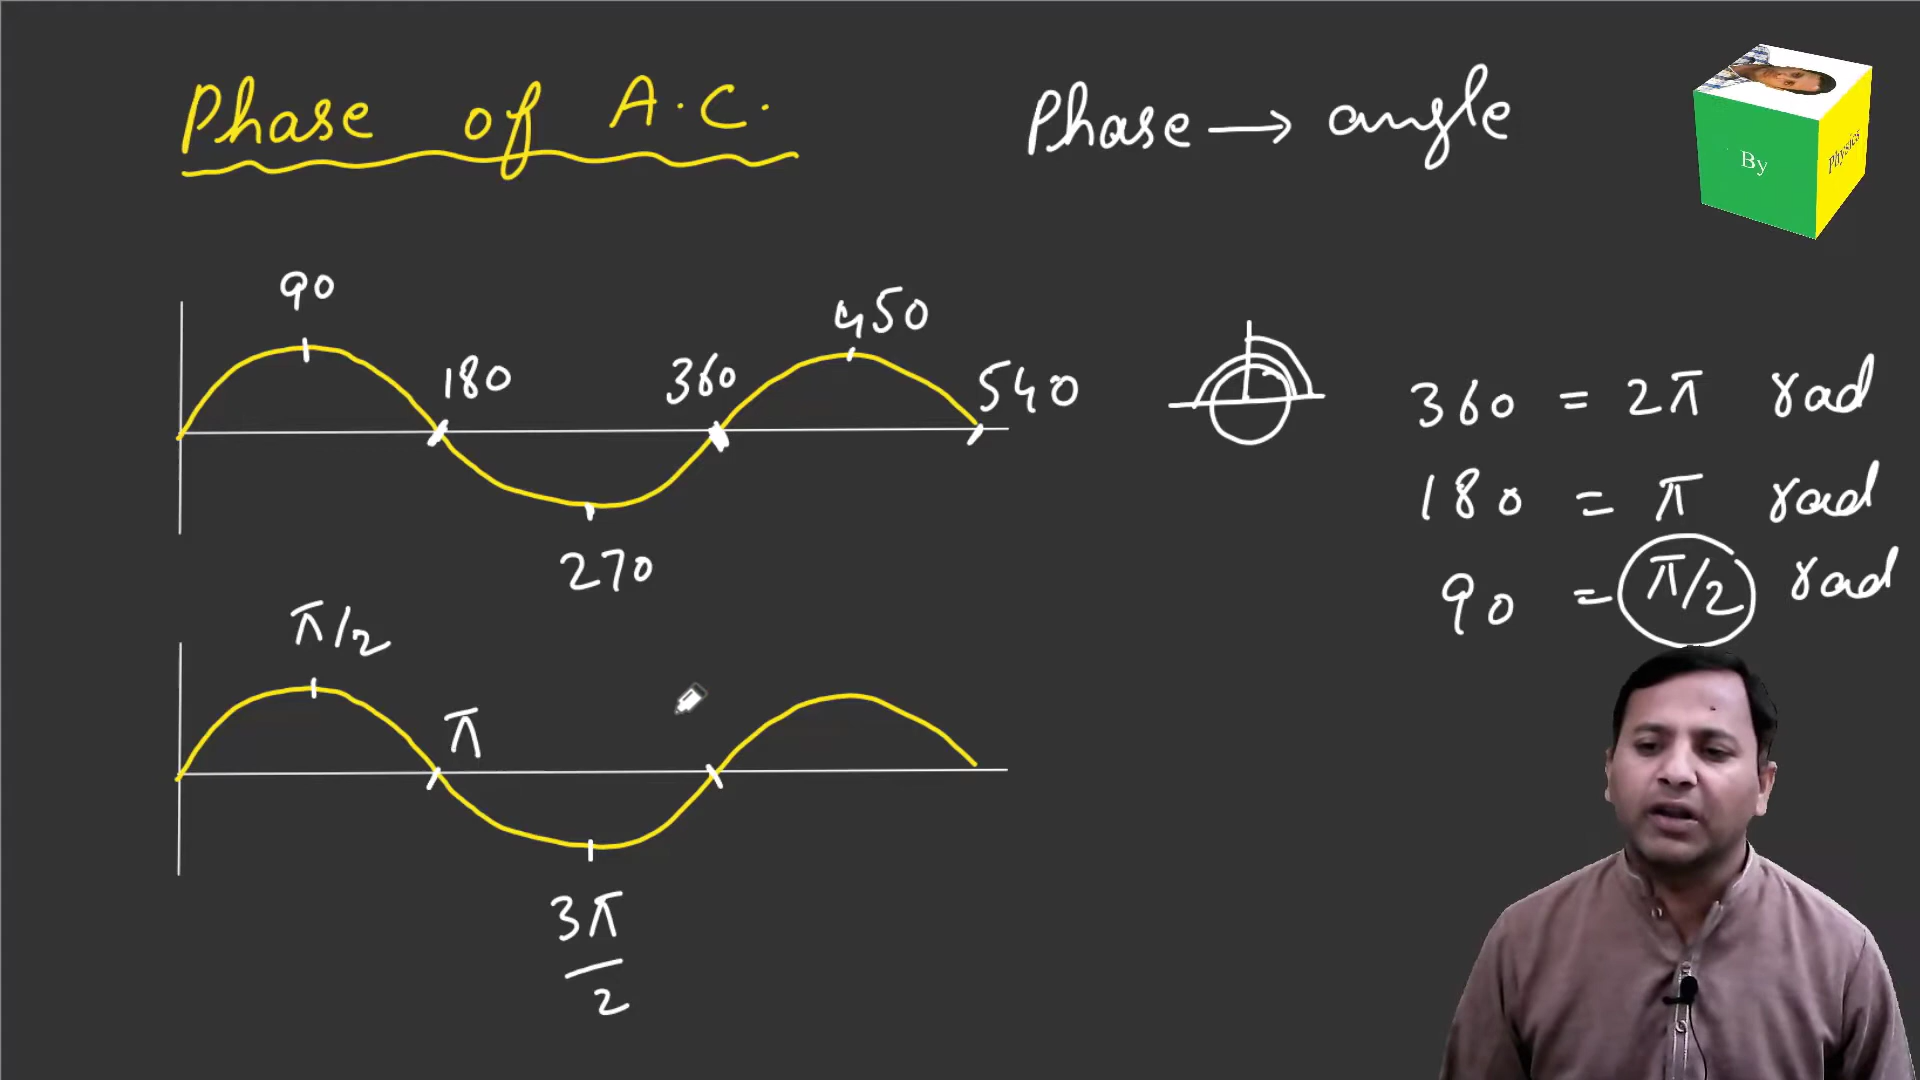 Phase of A.C.
Phase → angle
By
Physics
90
180
270
360
450
540
360 = 2π rad
180 = π rad
90 = π/2 rad
π/2
π
3π
2